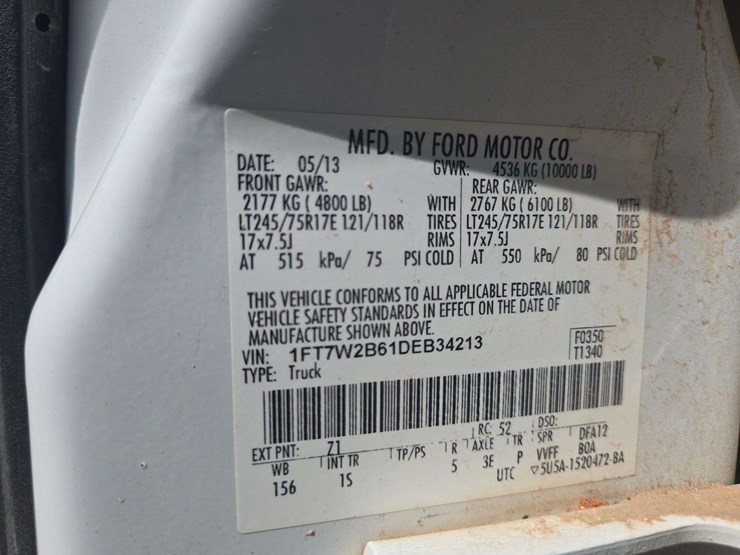 MFD. BY FORD MOTOR CO.
DATE: 05/13 GVWR: 4536 KG (10000 LB)
FRONT GAWR: REAR GAWR:
2177 KG ( 4800 LB) WITH 2767 KG ( 6100 LB) WITH
LT245/75R17E 121/118R TIRES LT245/75R17E 121/118R TIRES
17x7.5J RIMS 17x7.5J RIMS
AT 515 kPa/ 75 PSI COLD AT 550 kPa/ 80 PSI COLD
THIS VEHICLE CONFORMS TO ALL APPLICABLE FEDERAL MOTOR
VEHICLE SAFETY STANDARDS IN EFFECT ON THE DATE OF
MANUFACTURE SHOWN ABOVE.
VIN: 1FT7W2B61DEB34213 F0350
TYPE: Truck T1340
EXT PNT: Z1 RC: 52 DSO:
WB INT TR TP/PS R AXLE TR SPR DFA12
156 1S 5 3E P VVFF BOA
UTC ▽5U5A-1520472-BA